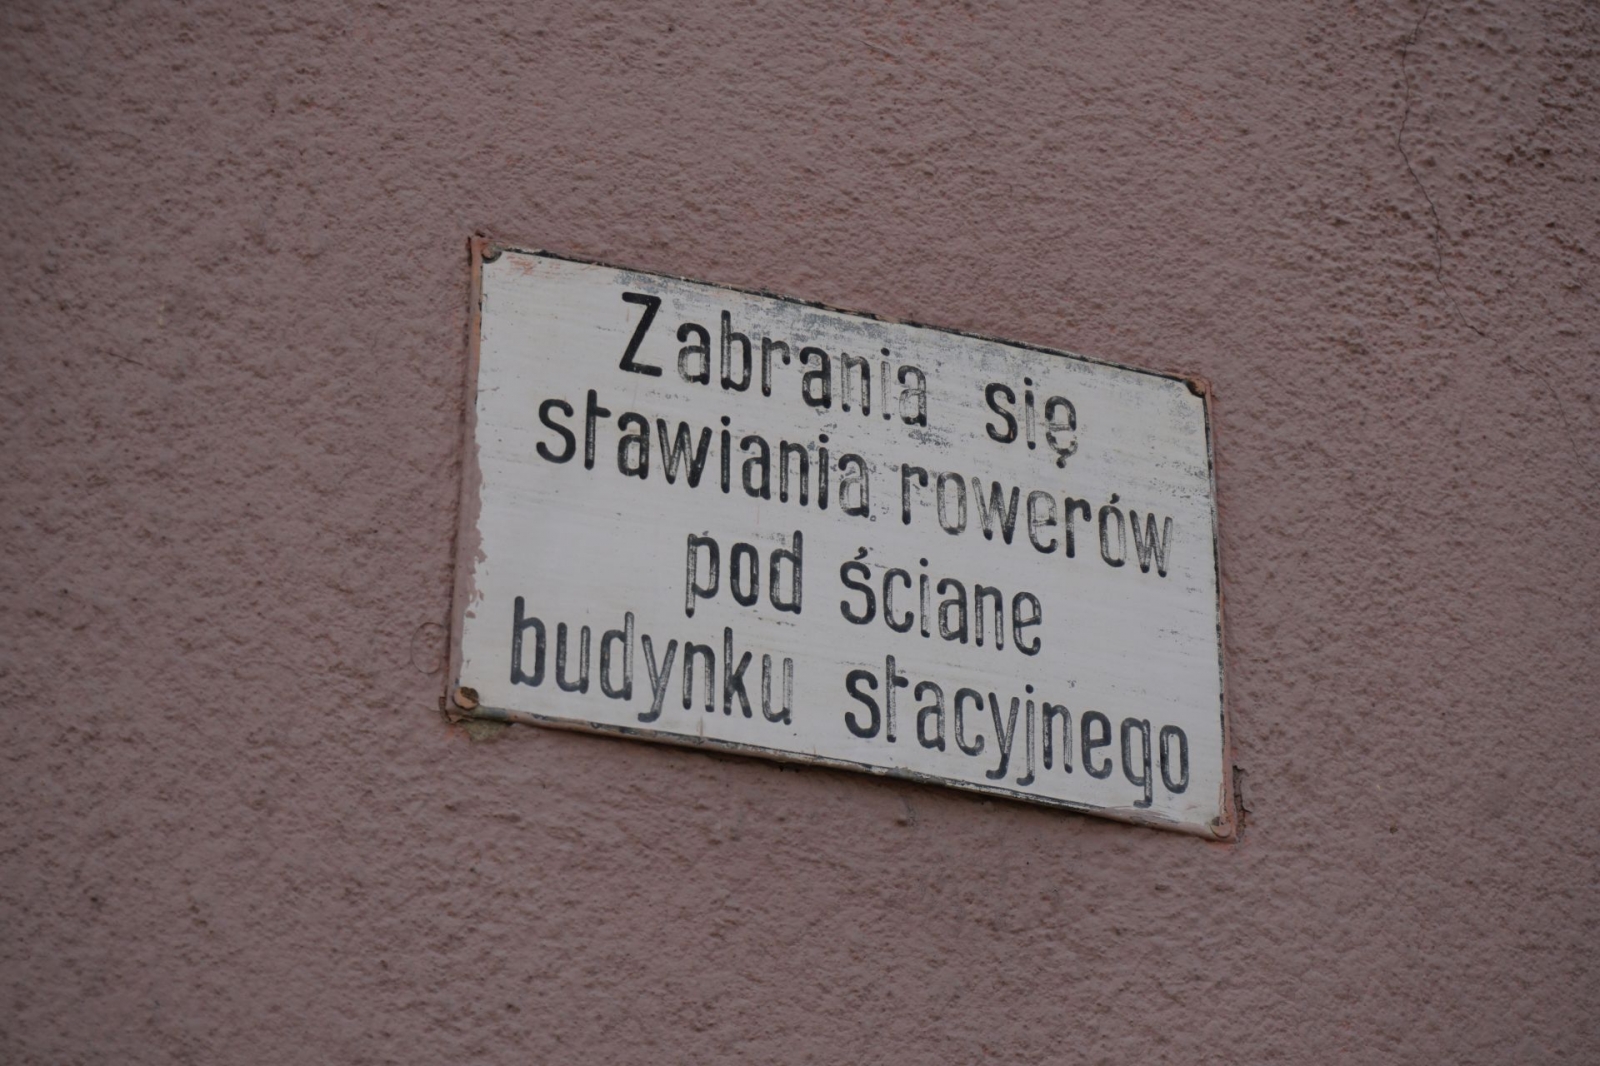 Zabrania się
stawiania rowerów
pod ściane
budynku stacyjnego